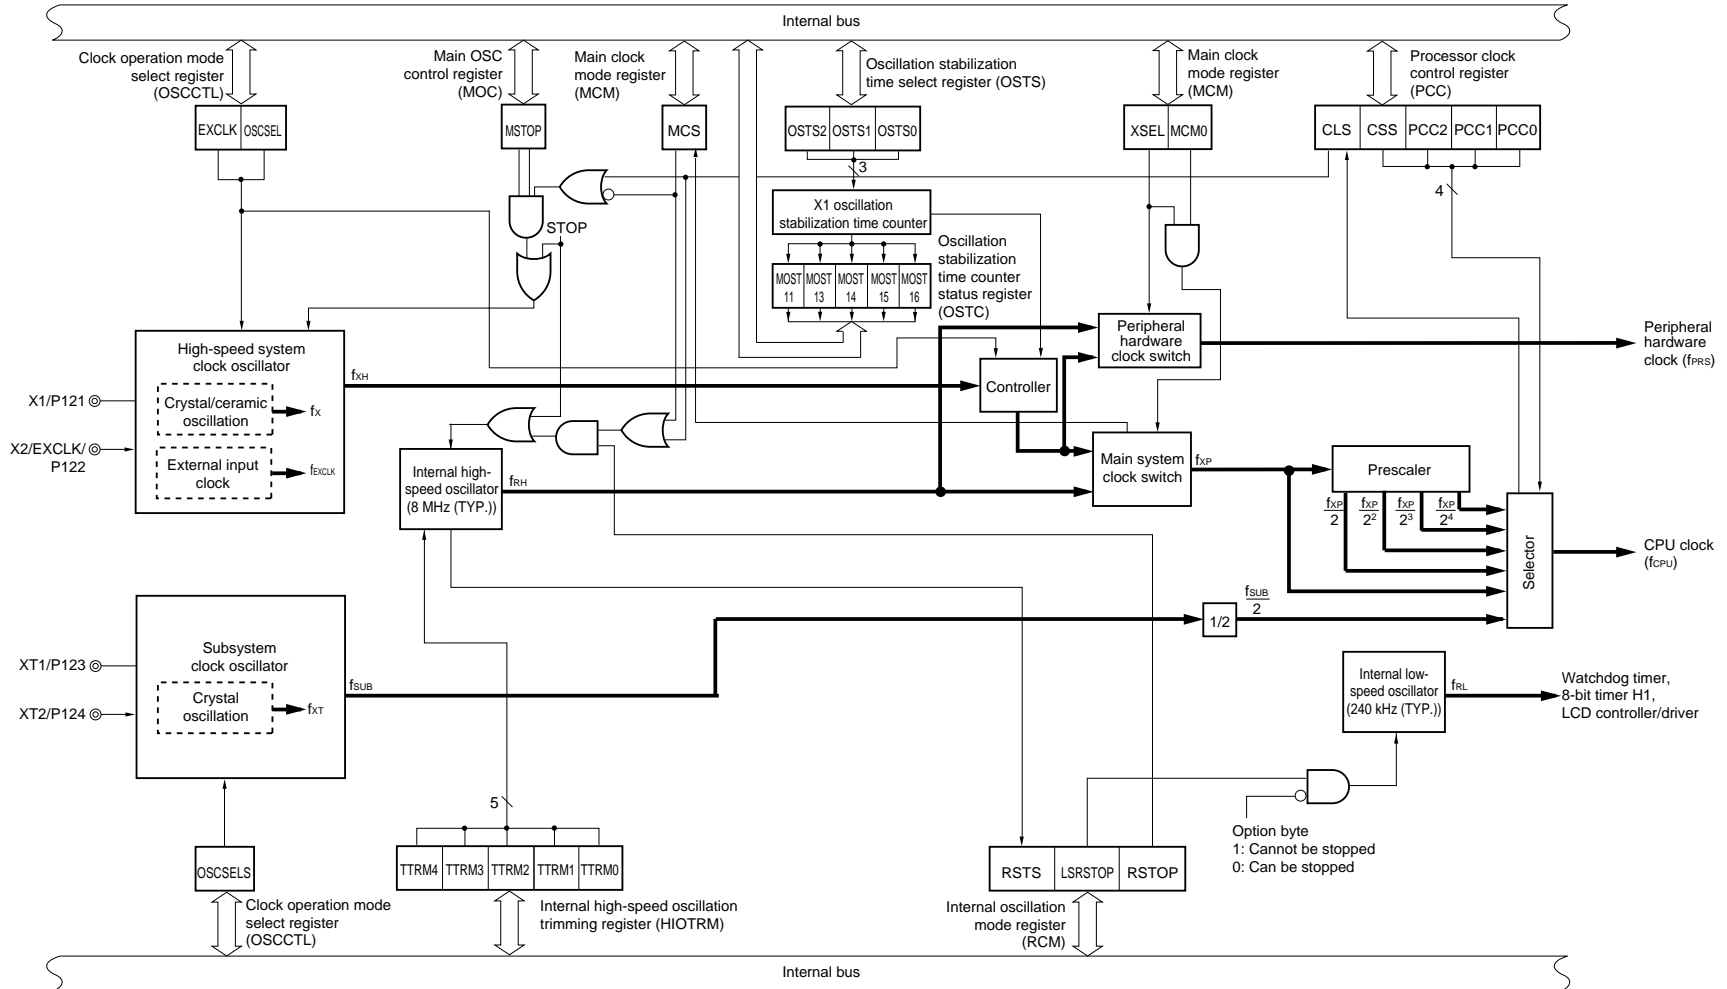 Internal bus
Clock operation mode
select register
(OSCCTL)
Main OSC
control register
(MOC)
Main clock
mode register
(MCM)
Oscillation stabilization
time select register (OSTS)
Main clock
mode register
(MCM)
Processor clock
control register
(PCC)
EXCLK OSCSEL
MSTOP
MCS
OSTS2 OSTS1 OSTS0
XSEL MCM0
CLS CSS PCC2 PCC1 PCC0
3
4
X1 oscillation
stabilization time counter
STOP
Oscillation
stabilization
time counter
status register
(OSTC)
MOST MOST MOST MOST MOST
11 13 14 15 16
High-speed system
clock oscillator
Crystal/ceramic
oscillation
fX
External input
clock
fEXCLK
X1/P121
X2/EXCLK/
P122
fXH
Controller
Peripheral
hardware
clock switch
Peripheral
hardware
clock (fPRS)
Internal high-
speed oscillator
(8 MHz (TYP.))
fRH
Main system
clock switch
fXP
Prescaler
fXP fXP fXP fXP
2 2² 2³ 2⁴
Selector
CPU clock
(fCPU)
fSUB
2
1/2
Subsystem
clock oscillator
Crystal
oscillation
fXT
XT1/P123
XT2/P124
fSUB
Internal low-
speed oscillator
(240 kHz (TYP.))
fRL
Watchdog timer,
8-bit timer H1,
LCD controller/driver
5
Option byte
1: Cannot be stopped
0: Can be stopped
OSCSELS
TTRM4 TTRM3 TTRM2 TTRM1 TTRM0
RSTS LSRSTOP RSTOP
Clock operation mode
select register
(OSCCTL)
Internal high-speed oscillation
trimming register (HIOTRM)
Internal oscillation
mode register
(RCM)
Internal bus